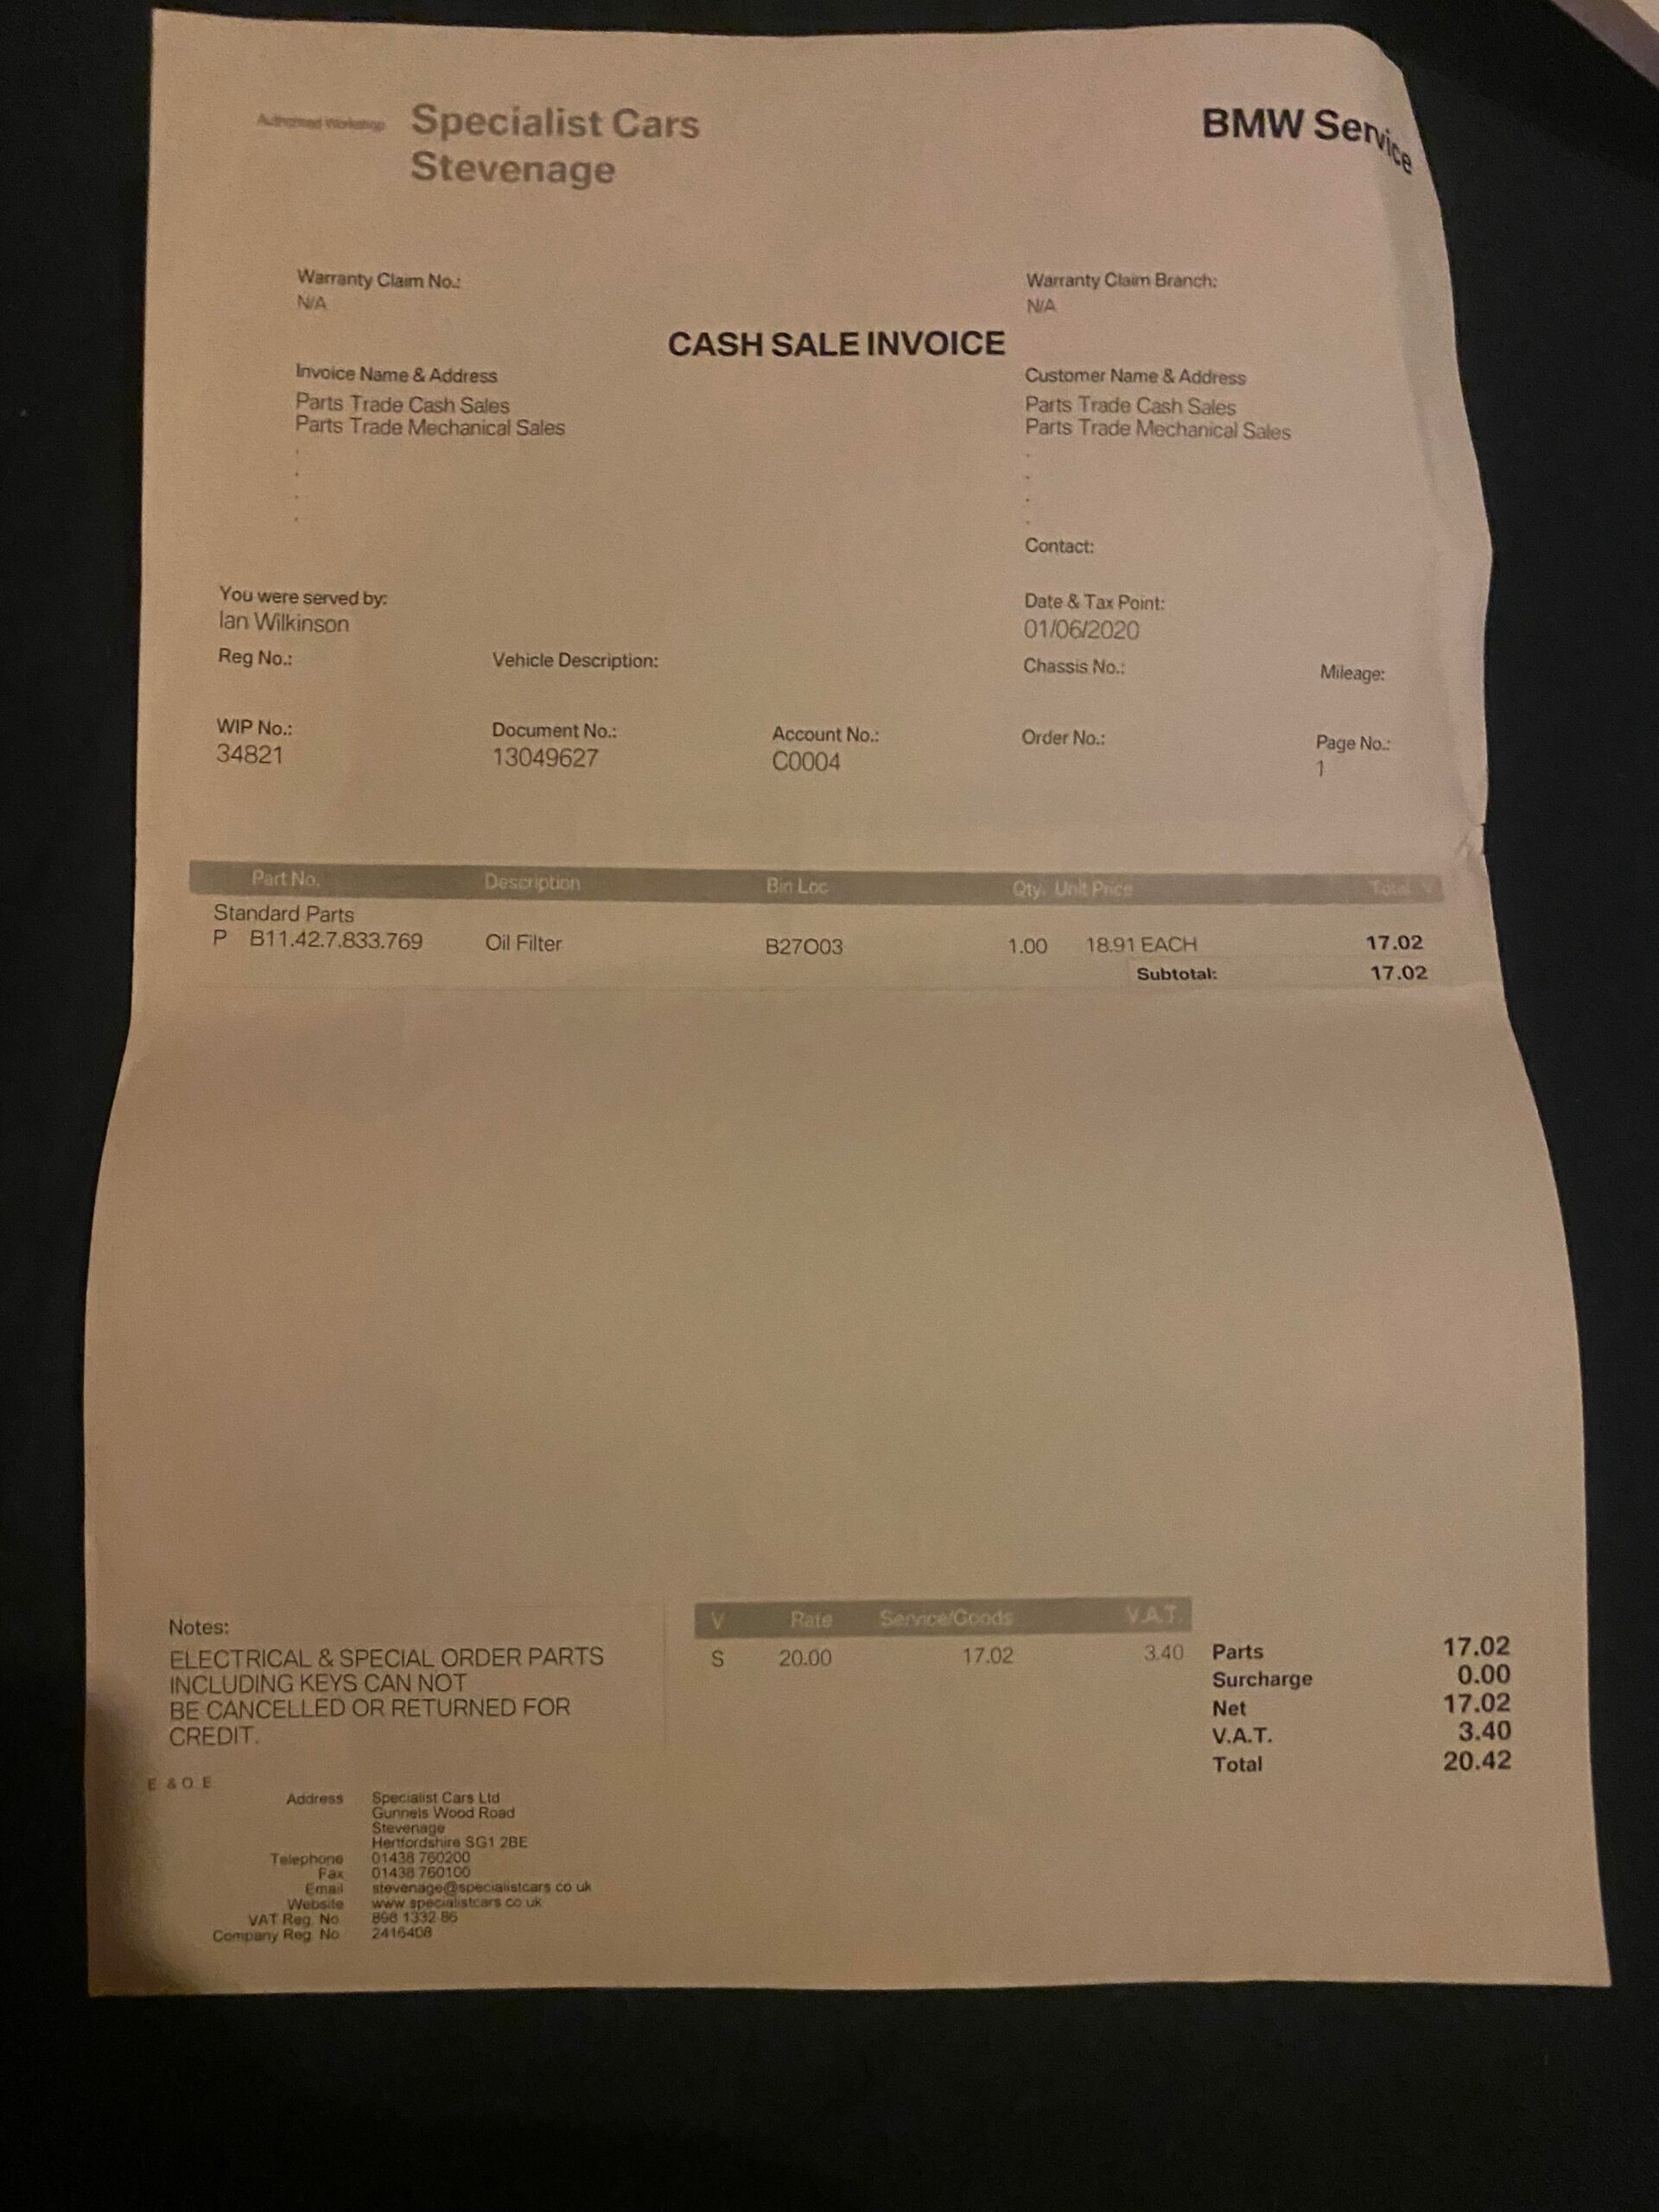 Authorised Workshop Specialist Cars
Stevenage
BMW Service
Warranty Claim No.:
N/A
Warranty Claim Branch:
N/A
CASH SALE INVOICE
Invoice Name & Address
Parts Trade Cash Sales
Parts Trade Mechanical Sales
.
.
.
.
Customer Name & Address
Parts Trade Cash Sales
Parts Trade Mechanical Sales
.
.
.
.
Contact:
You were served by:
Ian Wilkinson
Date & Tax Point:
01/06/2020
Reg No.: Vehicle Description: Chassis No.: Mileage:
WIP No.: Document No.: Account No.: Order No.: Page No.:
34821 13049627 C0004 1
Part No. Description Bin Loc Qty. Unit Price Total V
Standard Parts
P B11.42.7.833.769 Oil Filter B27O03 1.00 18.91 EACH 17.02
Subtotal: 17.02
Notes:
ELECTRICAL & SPECIAL ORDER PARTS
INCLUDING KEYS CAN NOT
BE CANCELLED OR RETURNED FOR
CREDIT.
V Rate Service/Goods V.A.T.
S 20.00 17.02 3.40
Parts 17.02
Surcharge 0.00
Net 17.02
V.A.T. 3.40
Total 20.42
E & O E
Address Specialist Cars Ltd
Gunnels Wood Road
Stevenage
Hertfordshire SG1 2BE
Telephone 01438 760200
Fax 01438 760100
Email stevenage@specialistcars.co.uk
Website www.specialistcars.co.uk
VAT Reg. No 898 1332 86
Company Reg. No 2416408